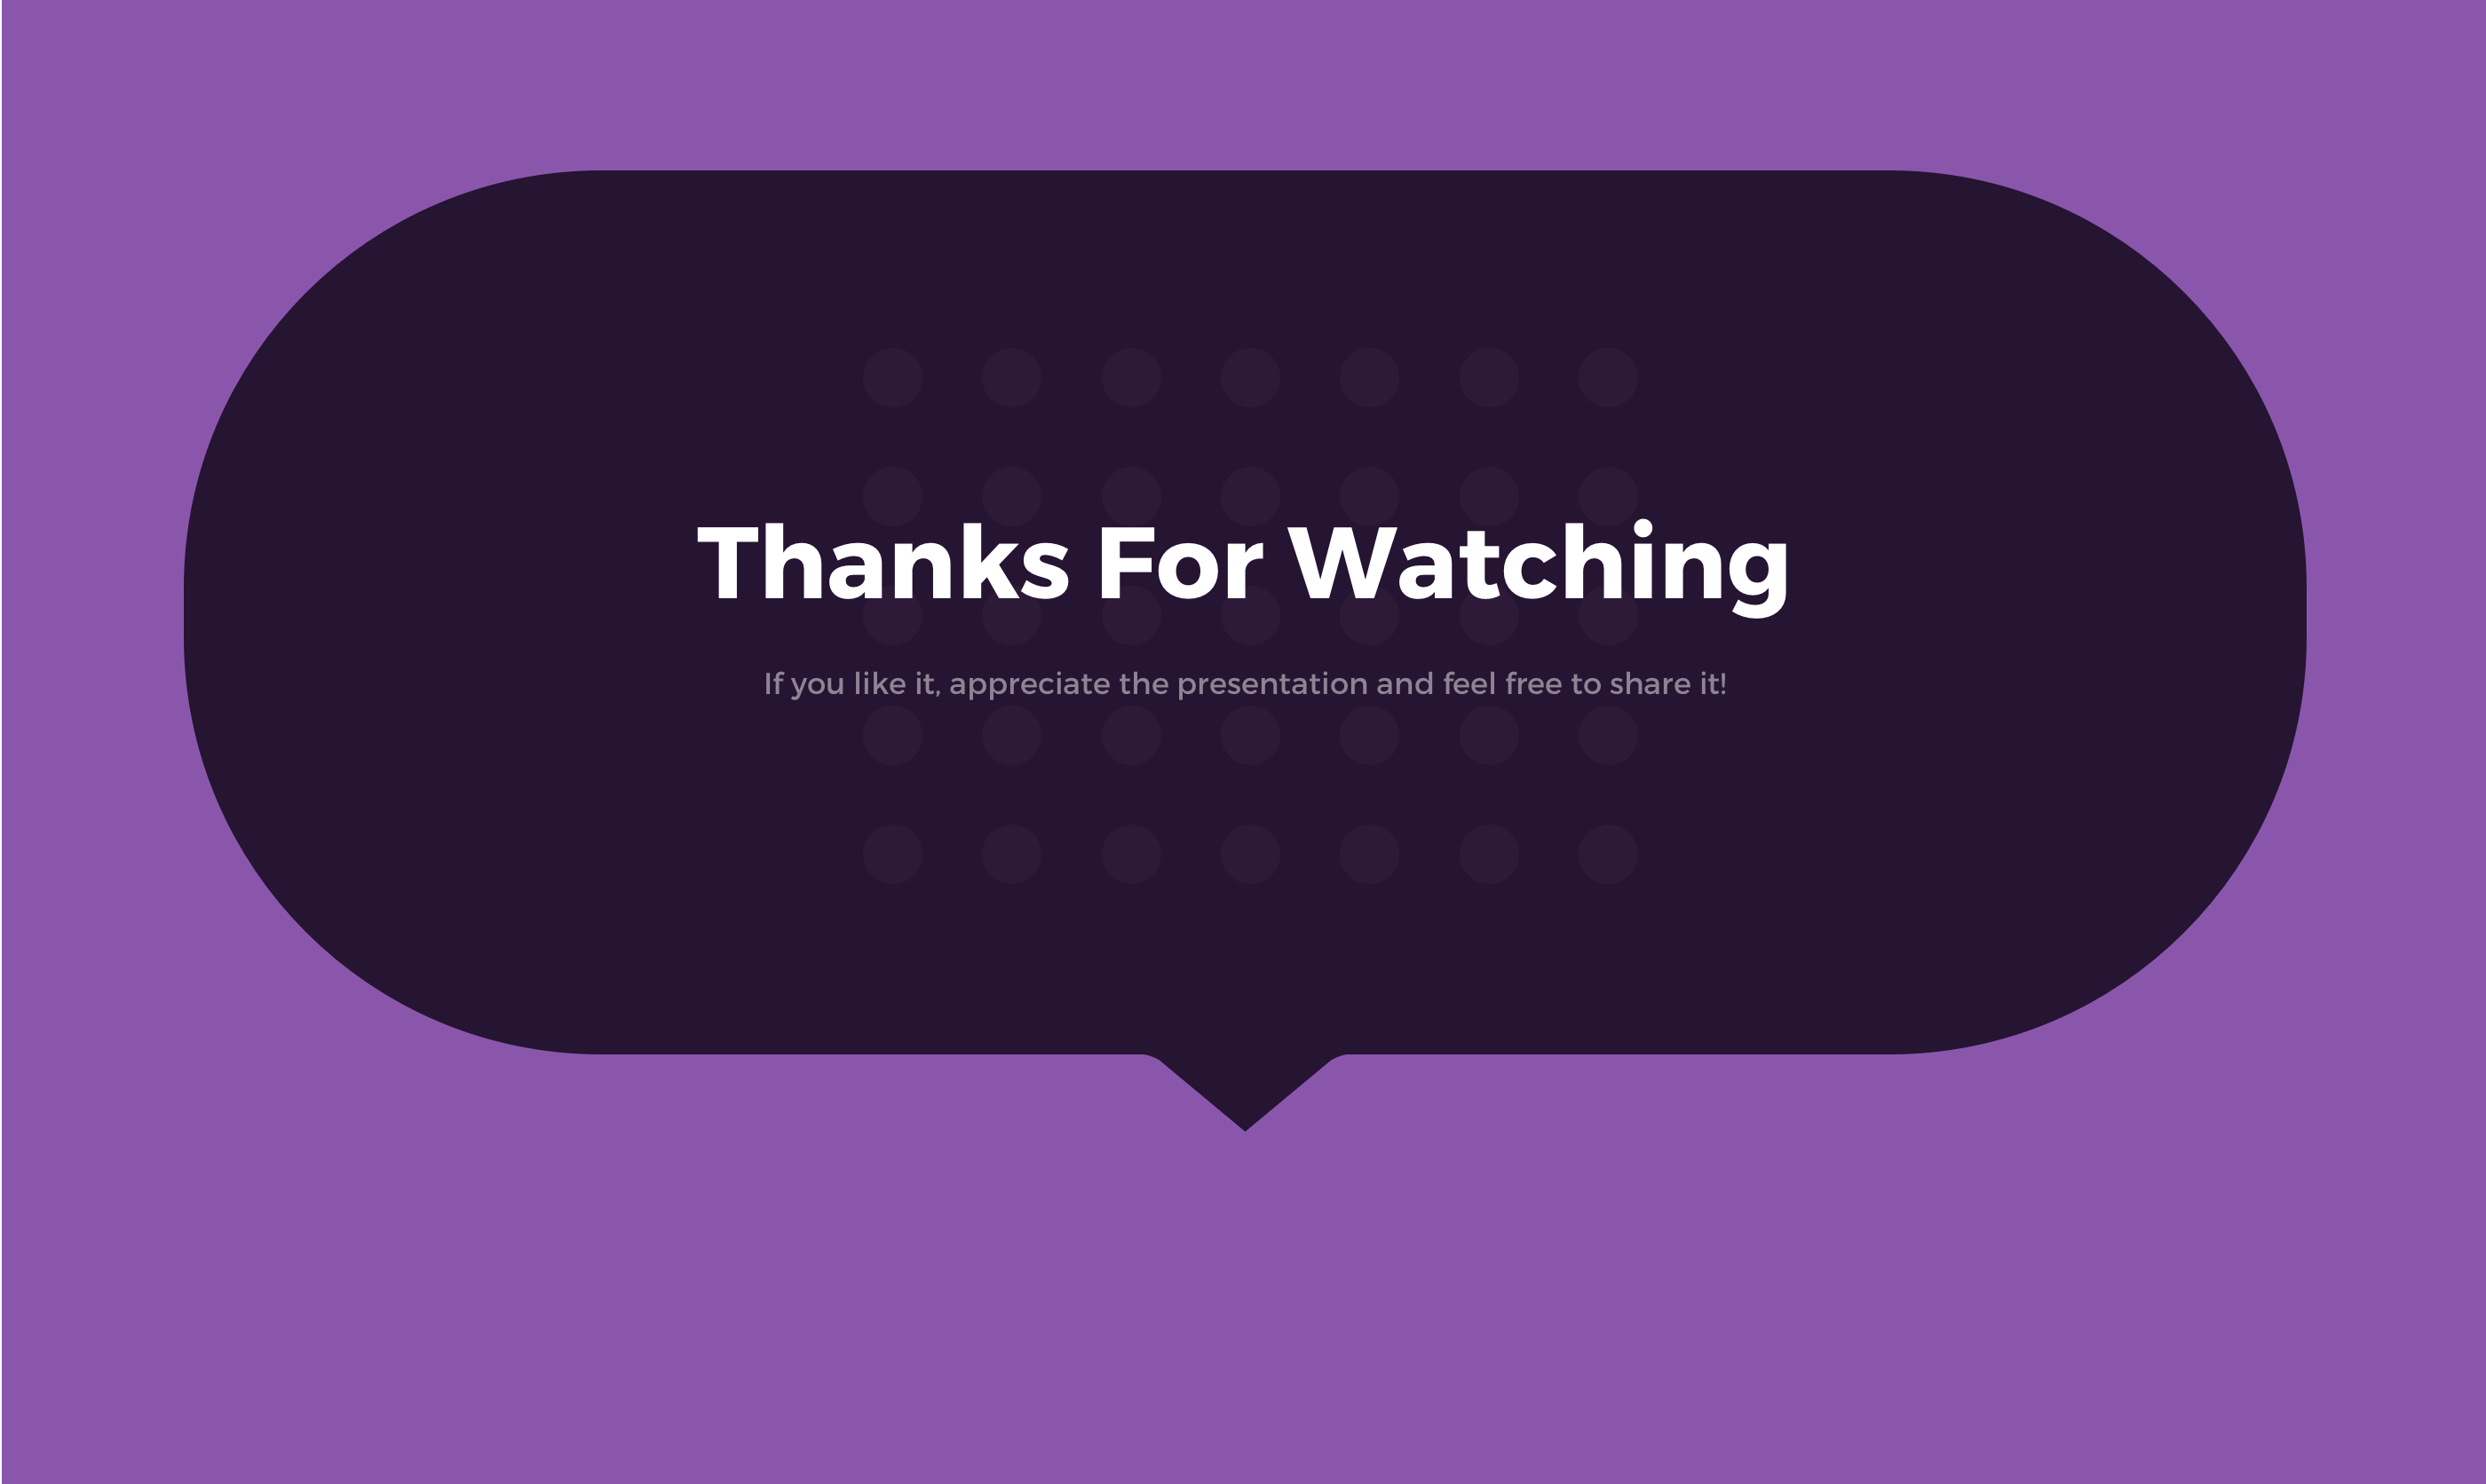 Thanks For Watching
If you like it, appreciate the presentation and feel free to share it!